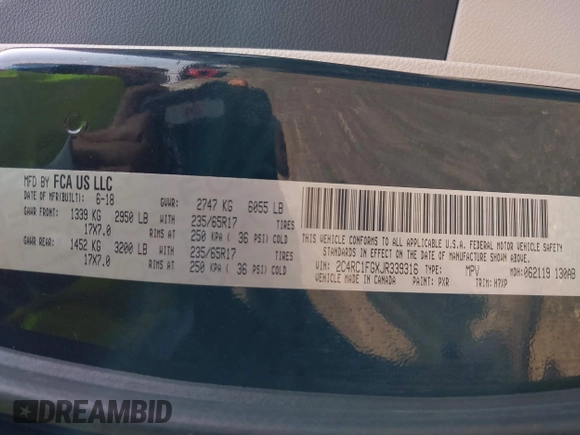 MFD BY FCA US LLC
DATE OF MFR(BUILT): 6-18 GVWR: 2747 KG 6055 LB
GAWR FRONT: 1339 KG 2950 LB 235/65R17 TIRES
17X7.0 RIMS AT 250 KPA ( 36 PSI) COLD
GAWR REAR: 1452 KG 3200 LB 235/65R17 TIRES
17X7.0 RIMS AT 250 KPA ( 36 PSI) COLD
THIS VEHICLE CONFORMS TO ALL APPLICABLE U.S.A. FEDERAL MOTOR VEHICLE
SAFETY STANDARDS IN EFFECT ON THE DATE OF MANUFACTURE SHOWN ABOVE.
VIN: 2C4RC1FGXJR339316 TYPE: MPV MDH: 062119 130AB
VEHICLE MADE IN CANADA PAINT: PXR TRIM: H7XP
DREAMBID